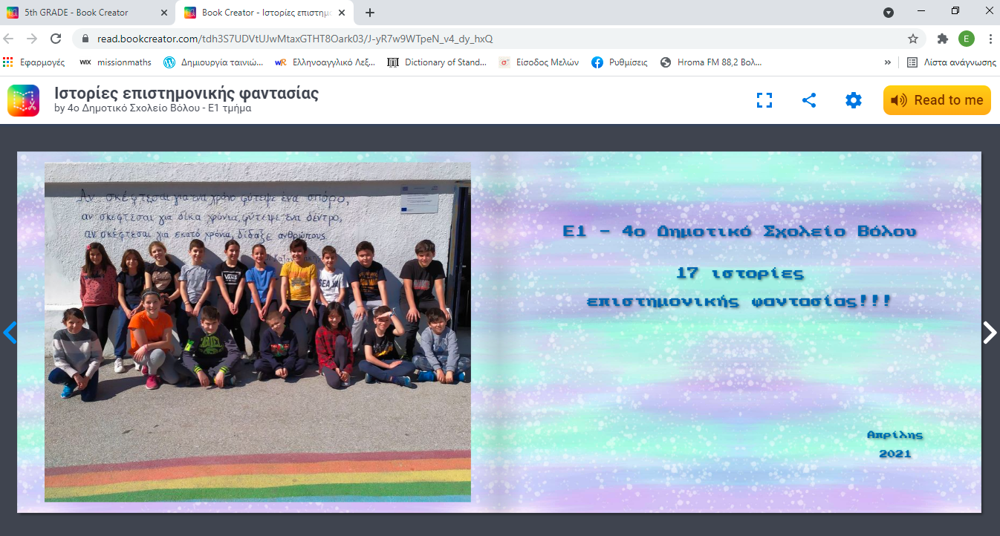 5th GRADE - Book Creator
Book Creator - Ιστορίες επιστημο
read.bookcreator.com/tdh3S7UDVtUJwMtaxGTHT8Oark03/J-yR7w9WTpeN_v4_dy_hxQ
E
Εφαρμογές
WIX missionmaths
Δημιουργία ταινιώ...
wR Ελληνοαγγλικό Λεξ...
Dictionary of Stand...
σ' Είσοδος Μελών
Ρυθμίσεις
Hroma FM 88,2 Βολ...
»
Λίστα ανάγνωσης
Ιστορίες επιστημονικής φαντασίας
by 4ο Δημοτικό Σχολείο Βόλου - Ε1 τμήμα
Read to me
Αν σκέφτεσαι για ένα χρόνο φύτεψε ένα σπόρο,
αν σκέφτεσαι για δέκα χρόνια, φύτεψε ένα δέντρο,
αν σκέφτεσαι για εκατό χρόνια, δίδαξε ανθρώπους.
VANS
Ε1 - 4ο Δημοτικό Σχολείο Βόλου
17 ιστορίες
επιστημονικής φαντασίας!!!
Απρίλης
2021